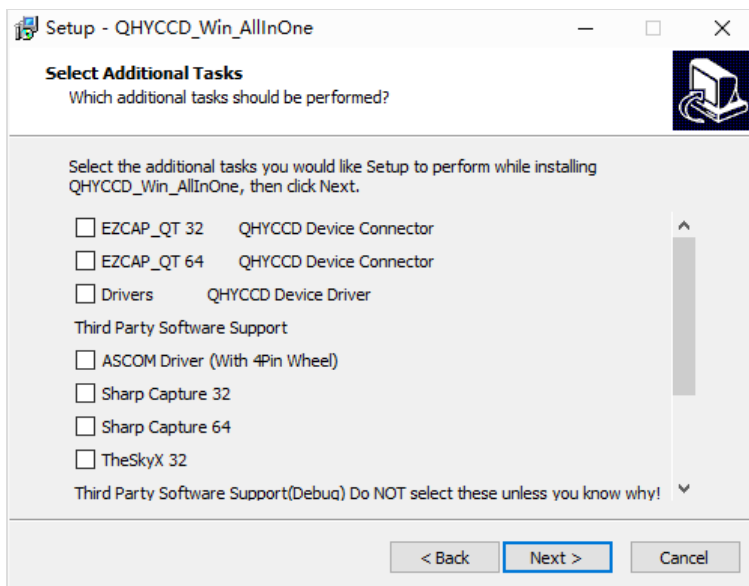 Setup - QHYCCD_Win_AllInOne
Select Additional Tasks
Which additional tasks should be performed?
Select the additional tasks you would like Setup to perform while installing
QHYCCD_Win_AllInOne, then click Next.
EZCAP_QT 32 QHYCCD Device Connector
EZCAP_QT 64 QHYCCD Device Connector
Drivers QHYCCD Device Driver
Third Party Software Support
ASCOM Driver (With 4Pin Wheel)
Sharp Capture 32
Sharp Capture 64
TheSkyX 32
Third Party Software Support(Debug) Do NOT select these unless you know why!
< Back Next > Cancel